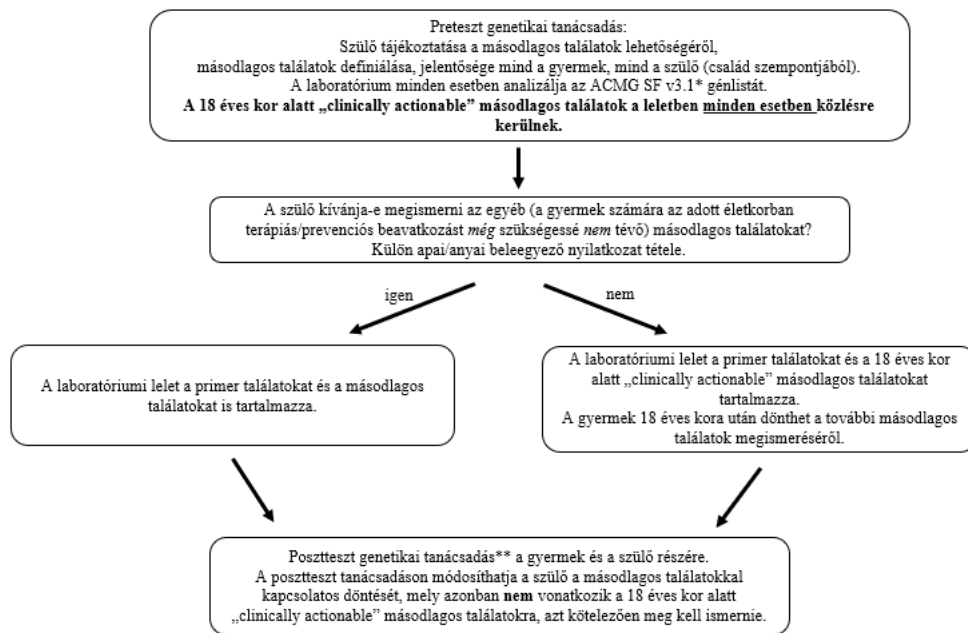 Preteszt genetikai tanácsadás:
Szülő tájékoztatása a másodlagos találatok lehetőségéről,
másodlagos találatok definiálása, jelentősége mind a gyermek, mind a szülő (család szempontjából).
A laboratórium minden esetben analizálja az ACMG SF v3.1* génlistát.
A 18 éves kor alatt „clinically actionable” másodlagos találatok a leletben minden esetben közlésre
kerülnek.
A szülő kívánja-e megismerni az egyéb (a gyermek számára az adott életkorban
terápiás/prevenciós beavatkozást még szükségessé nem tévő) másodlagos találatokat?
Külön apai/anyai beleegyező nyilatkozat tétele.
igen
nem
A laboratóriumi lelet a primer találatokat és a másodlagos
találatokat is tartalmazza.
A laboratóriumi lelet a primer találatokat és a 18 éves kor
alatt „clinically actionable” másodlagos találatokat
tartalmazza.
A gyermek 18 éves kora után dönthet a további másodlagos
találatok megismeréséről.
Posztteszt genetikai tanácsadás** a gyermek és a szülő részére.
A posztteszt tanácsadáson módosíthatja a szülő a másodlagos találatokkal
kapcsolatos döntését, mely azonban nem vonatkozik a 18 éves kor alatt
„clinically actionable” másodlagos találatokra, azt kötelezően meg kell ismernie.